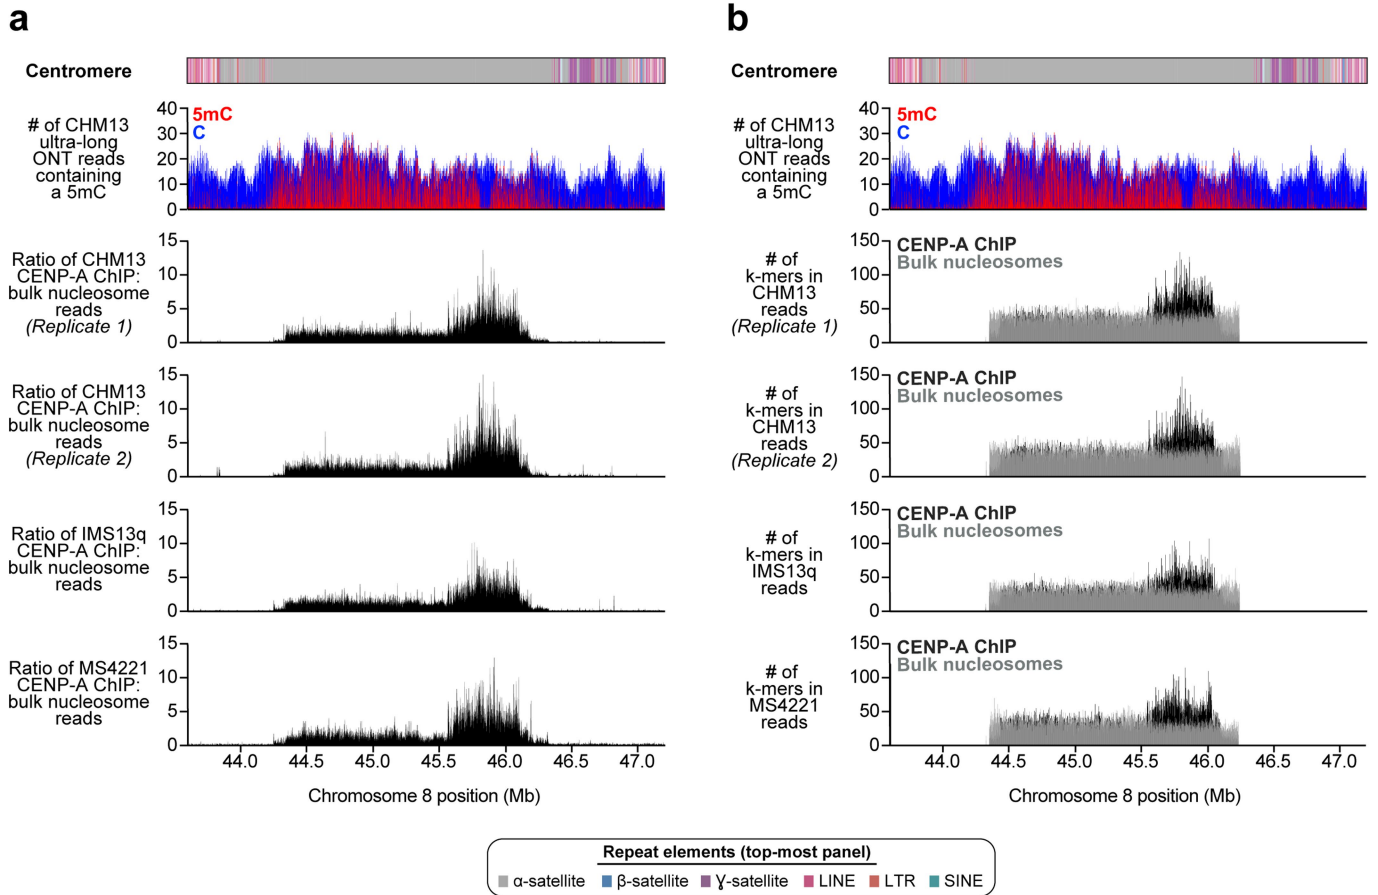 a
Centromere
# of CHM13
ultra-long
ONT reads
containing
a 5mC
40
30
20
10
0
5mC
C
Ratio of CHM13
CENP-A ChIP:
bulk nucleosome
reads
(Replicate 1)
15
10
5
0
Ratio of CHM13
CENP-A ChIP:
bulk nucleosome
reads
(Replicate 2)
15
10
5
0
Ratio of IMS13q
CENP-A ChIP:
bulk nucleosome
reads
15
10
5
0
Ratio of MS4221
CENP-A ChIP:
bulk nucleosome
reads
15
10
5
0
44.0 44.5 45.0 45.5 46.0 46.5 47.0
Chromosome 8 position (Mb)
b
Centromere
# of CHM13
ultra-long
ONT reads
containing
a 5mC
40
30
20
10
0
5mC
C
# of
k-mers in
CHM13
reads
(Replicate 1)
150
100
50
0
CENP-A ChIP
Bulk nucleosomes
# of
k-mers in
CHM13
reads
(Replicate 2)
150
100
50
0
CENP-A ChIP
Bulk nucleosomes
# of
k-mers in
IMS13q
reads
150
100
50
0
CENP-A ChIP
Bulk nucleosomes
# of
k-mers in
MS4221
reads
150
100
50
0
CENP-A ChIP
Bulk nucleosomes
44.0 44.5 45.0 45.5 46.0 46.5 47.0
Chromosome 8 position (Mb)
Repeat elements (top-most panel)
α-satellite β-satellite Ɣ-satellite LINE LTR SINE